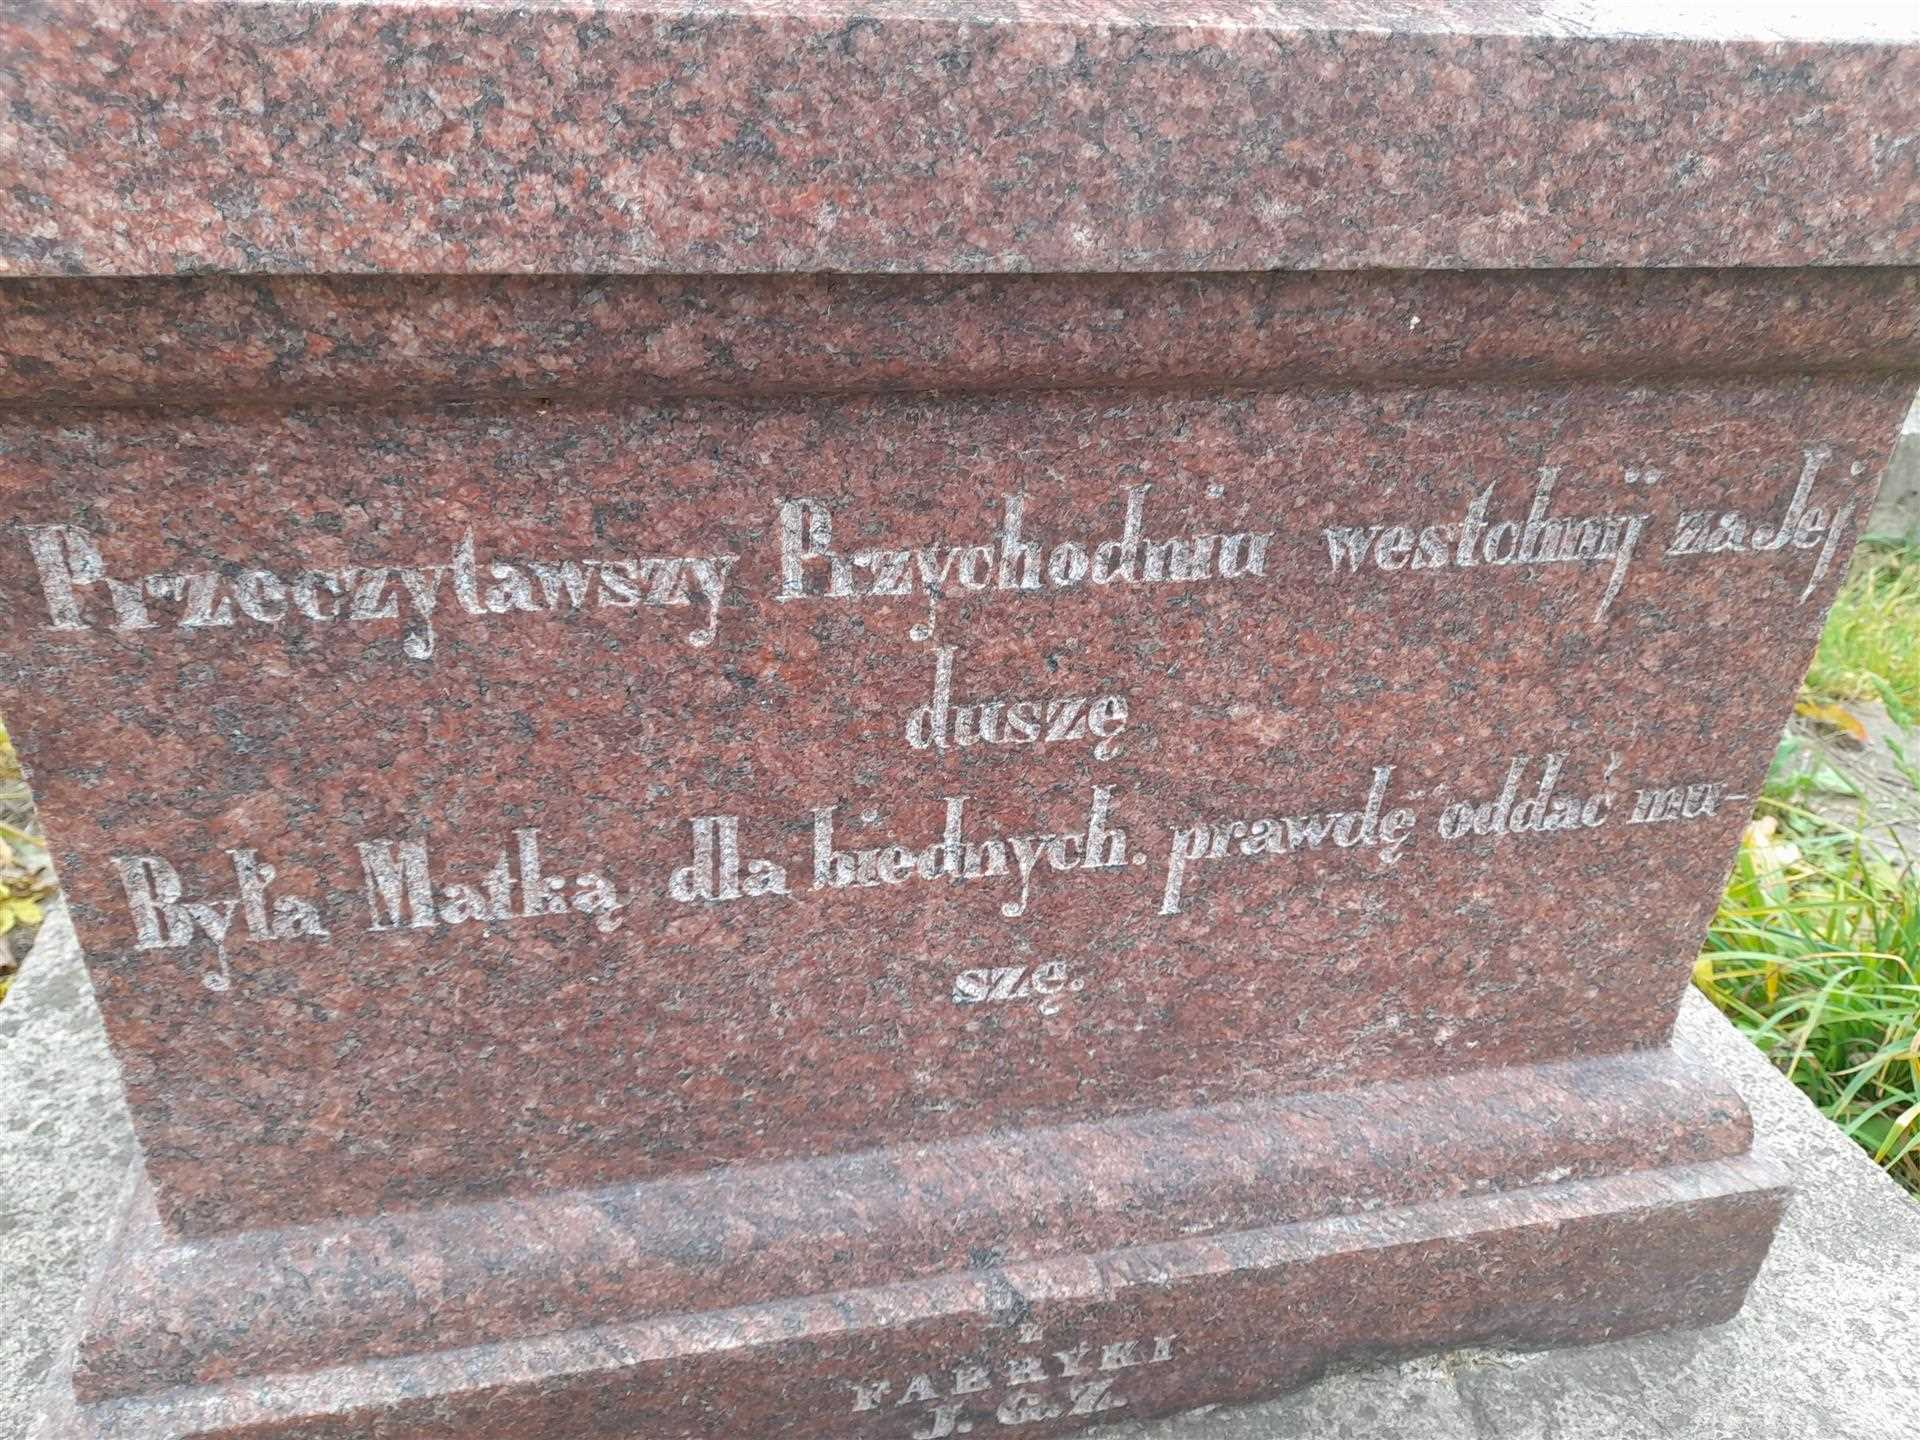 Przeczytawszy Przychodniu westchnij za Jej
duszę
Była Matką dla biednych. prawdę oddać mu-
szę.
Z
FABRYKI
J. G. Z.